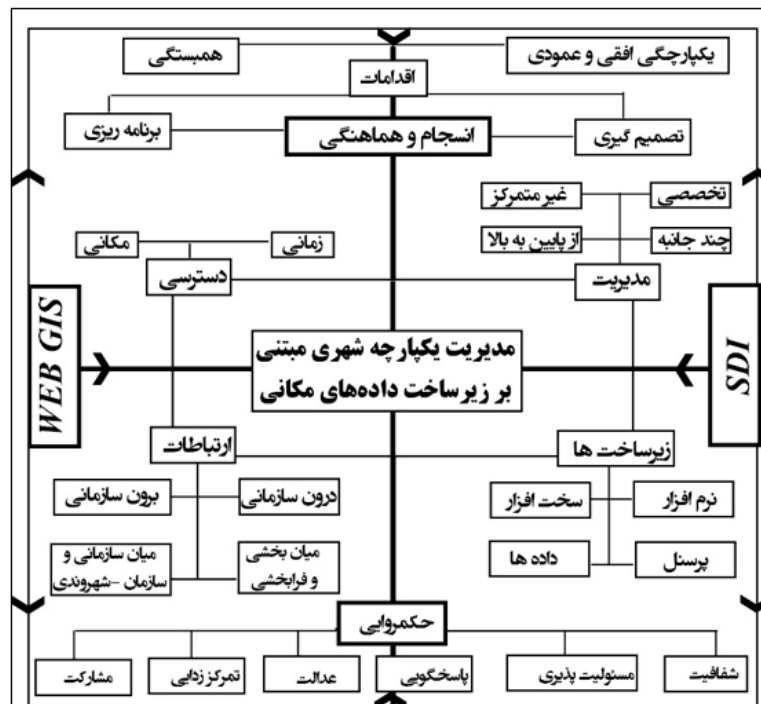 یکپارچگی افقی و عمودی
همبستگی
اقدامات
تصمیم گیری
انسجام و هماهنگی
برنامه ریزی
تخصصی
غیر متمرکز
چند جانبه
از پایین به بالا
مدیریت
زمانی
مکانی
دسترسی
SDI
مدیریت یکپارچه شهری مبتنی
بر زیرساخت داده‌های مکانی
WEB GIS
زیرساخت ها
نرم افزار
سخت افزار
پرسنل
داده ها
ارتباطات
درون سازمانی
برون سازمانی
میان بخشی
و فرابخشی
میان سازمانی و
سازمان -شهروندی
حکمروایی
شفافیت
مسئولیت پذیری
پاسخگویی
عدالت
تمرکز زدایی
مشارکت